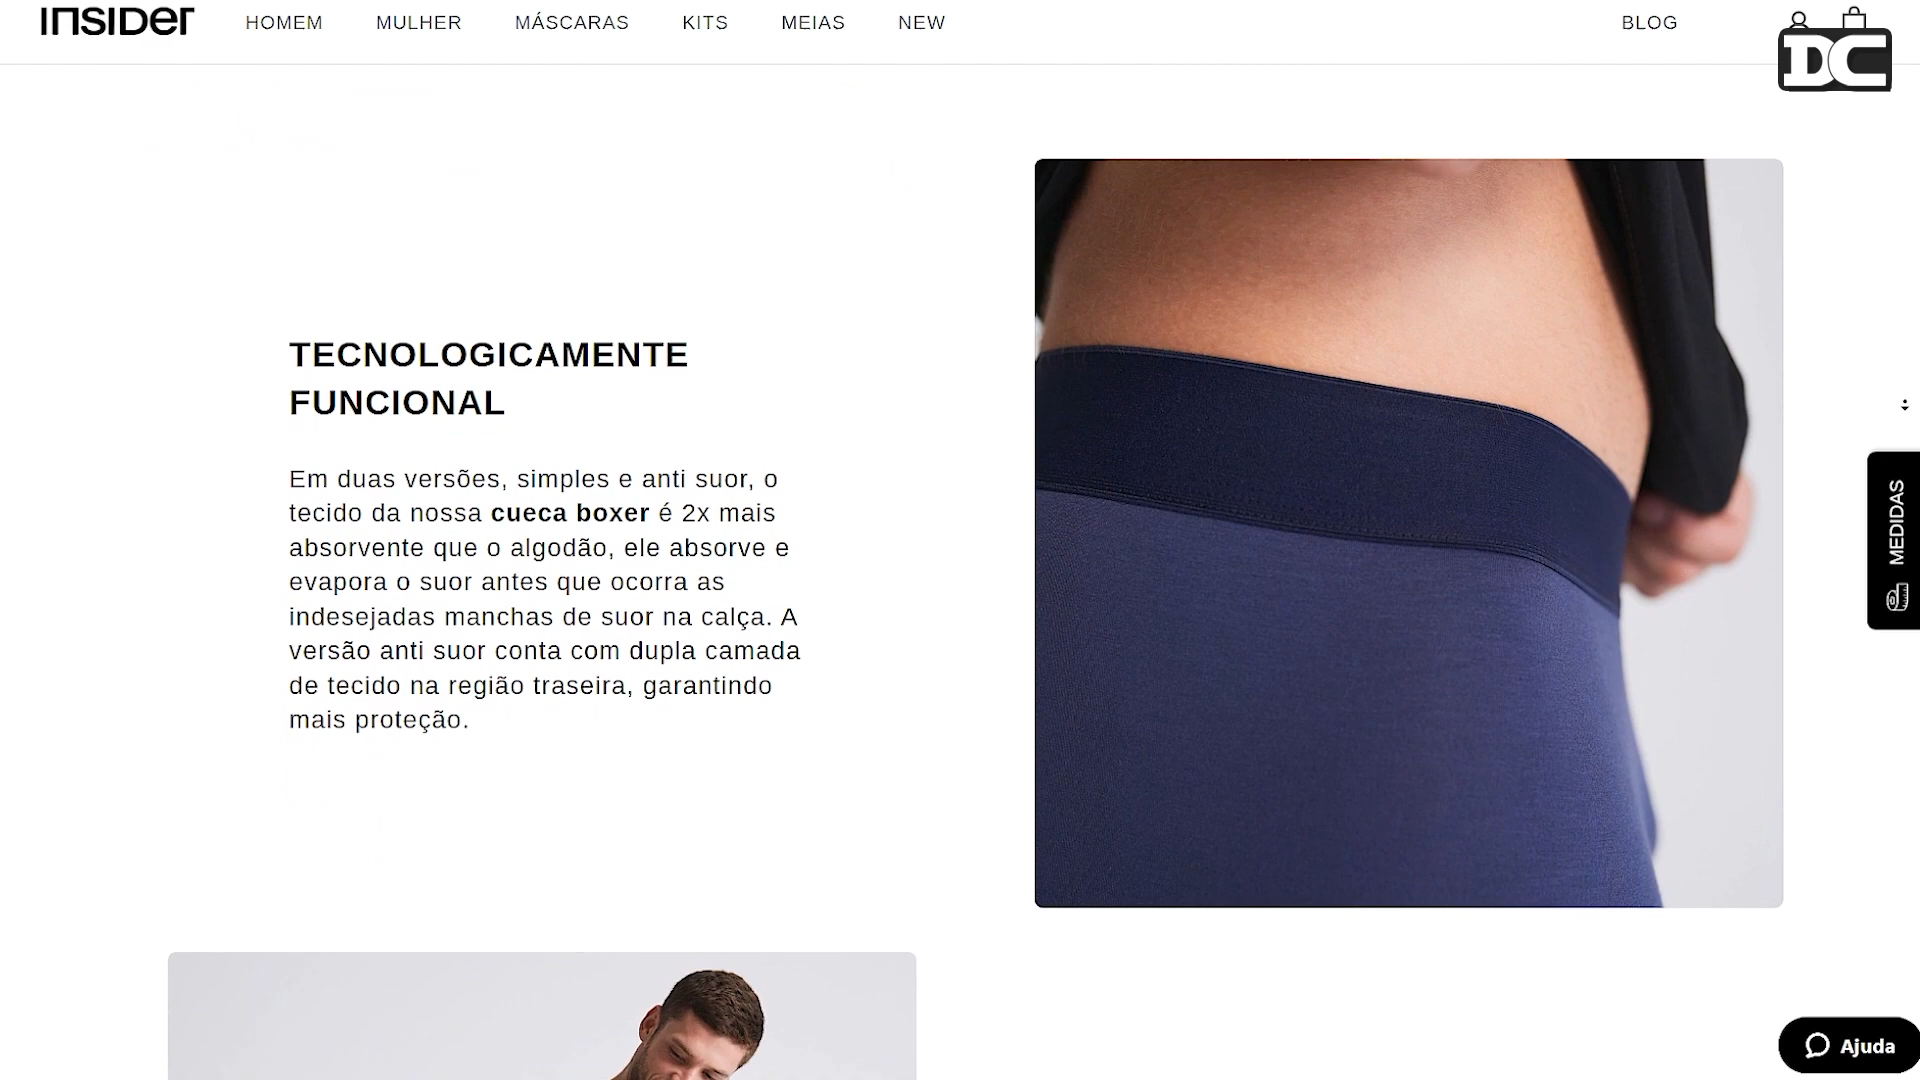 INSIDER
HOMEM MULHER MÁSCARAS KITS MEIAS NEW BLOG
DC
TECNOLOGICAMENTE
FUNCIONAL
Em duas versões, simples e anti suor, o
tecido da nossa cueca boxer é 2x mais
absorvente que o algodão, ele absorve e
evapora o suor antes que ocorra as
indesejadas manchas de suor na calça. A
versão anti suor conta com dupla camada
de tecido na região traseira, garantindo
mais proteção.
MEDIDAS
Ajuda